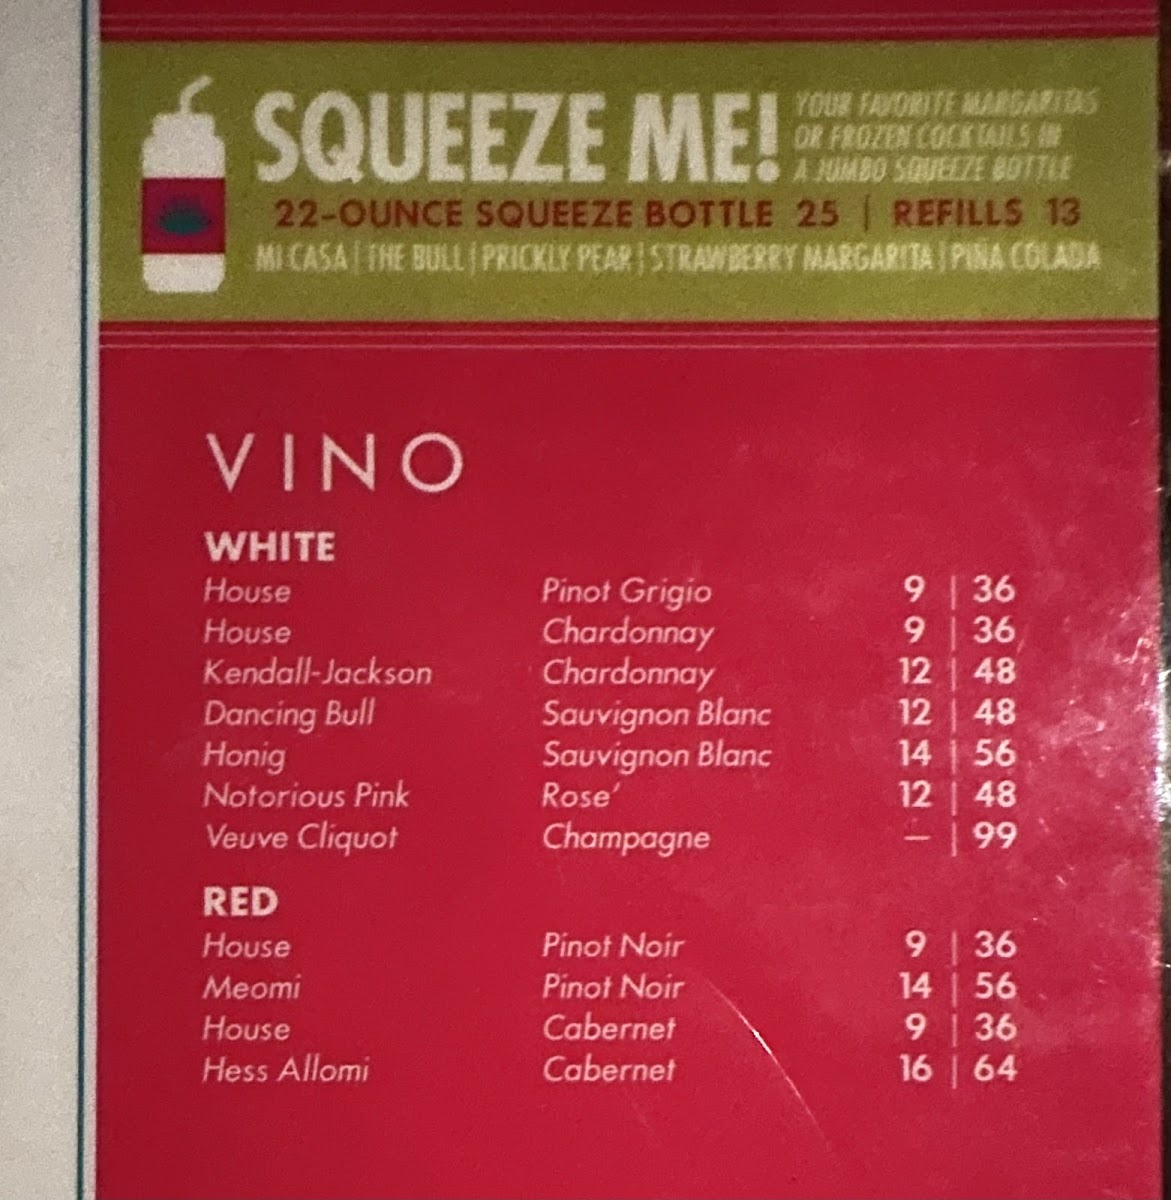 SQUEEZE ME!
YOUR FAVORITE MARGARITAS
OR FROZEN COCKTAILS IN
A JUMBO SQUEEZE BOTTLE
22-OUNCE SQUEEZE BOTTLE 25 | REFILLS 13
MI CASA | THE BULL | PRICKLY PEAR | STRAWBERRY MARGARITA | PIÑA COLADA
VINO
WHITE
House Pinot Grigio 9 | 36
House Chardonnay 9 | 36
Kendall-Jackson Chardonnay 12 | 48
Dancing Bull Sauvignon Blanc 12 | 48
Honig Sauvignon Blanc 14 | 56
Notorious Pink Rose' 12 | 48
Veuve Cliquot Champagne — | 99
RED
House Pinot Noir 9 | 36
Meomi Pinot Noir 14 | 56
House Cabernet 9 | 36
Hess Allomi Cabernet 16 | 64